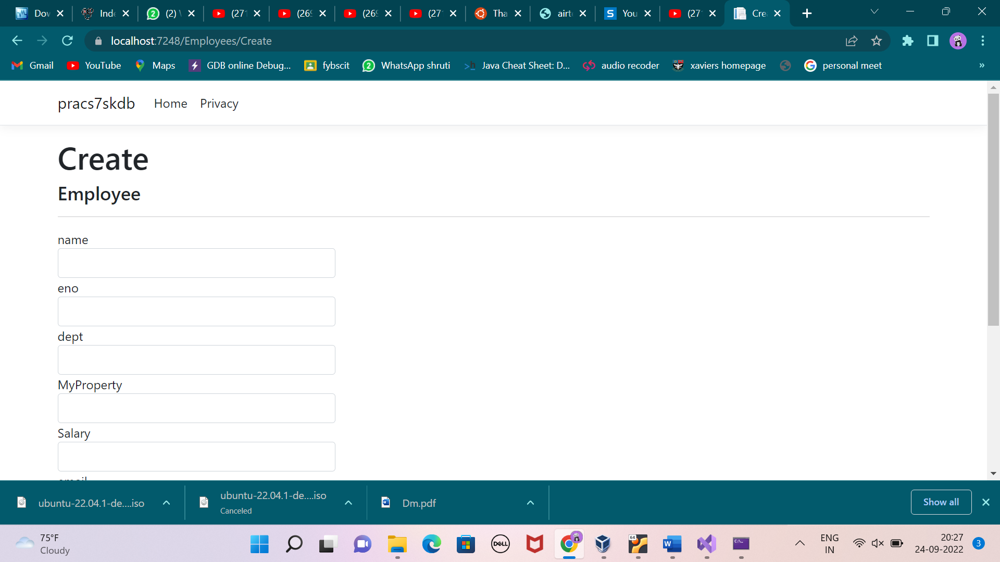 Dov
Ind
(2)
(27
(26
(26
(27
Tha
airt
You
(27
Cre
localhost:7248/Employees/Create
Gmail
YouTube
Maps
GDB online Debug...
fybscit
WhatsApp shruti
Java Cheat Sheet: D...
audio recoder
xaviers homepage
personal meet
»
pracs7skdb
Home
Privacy
Create
Employee
name
eno
dept
MyProperty
Salary
email
ubuntu-22.04.1-de....iso
ubuntu-22.04.1-de....iso
Canceled
Dm.pdf
Show all
75°F
Cloudy
DELL
64
ENG
IN
20:27
24-09-2022
3